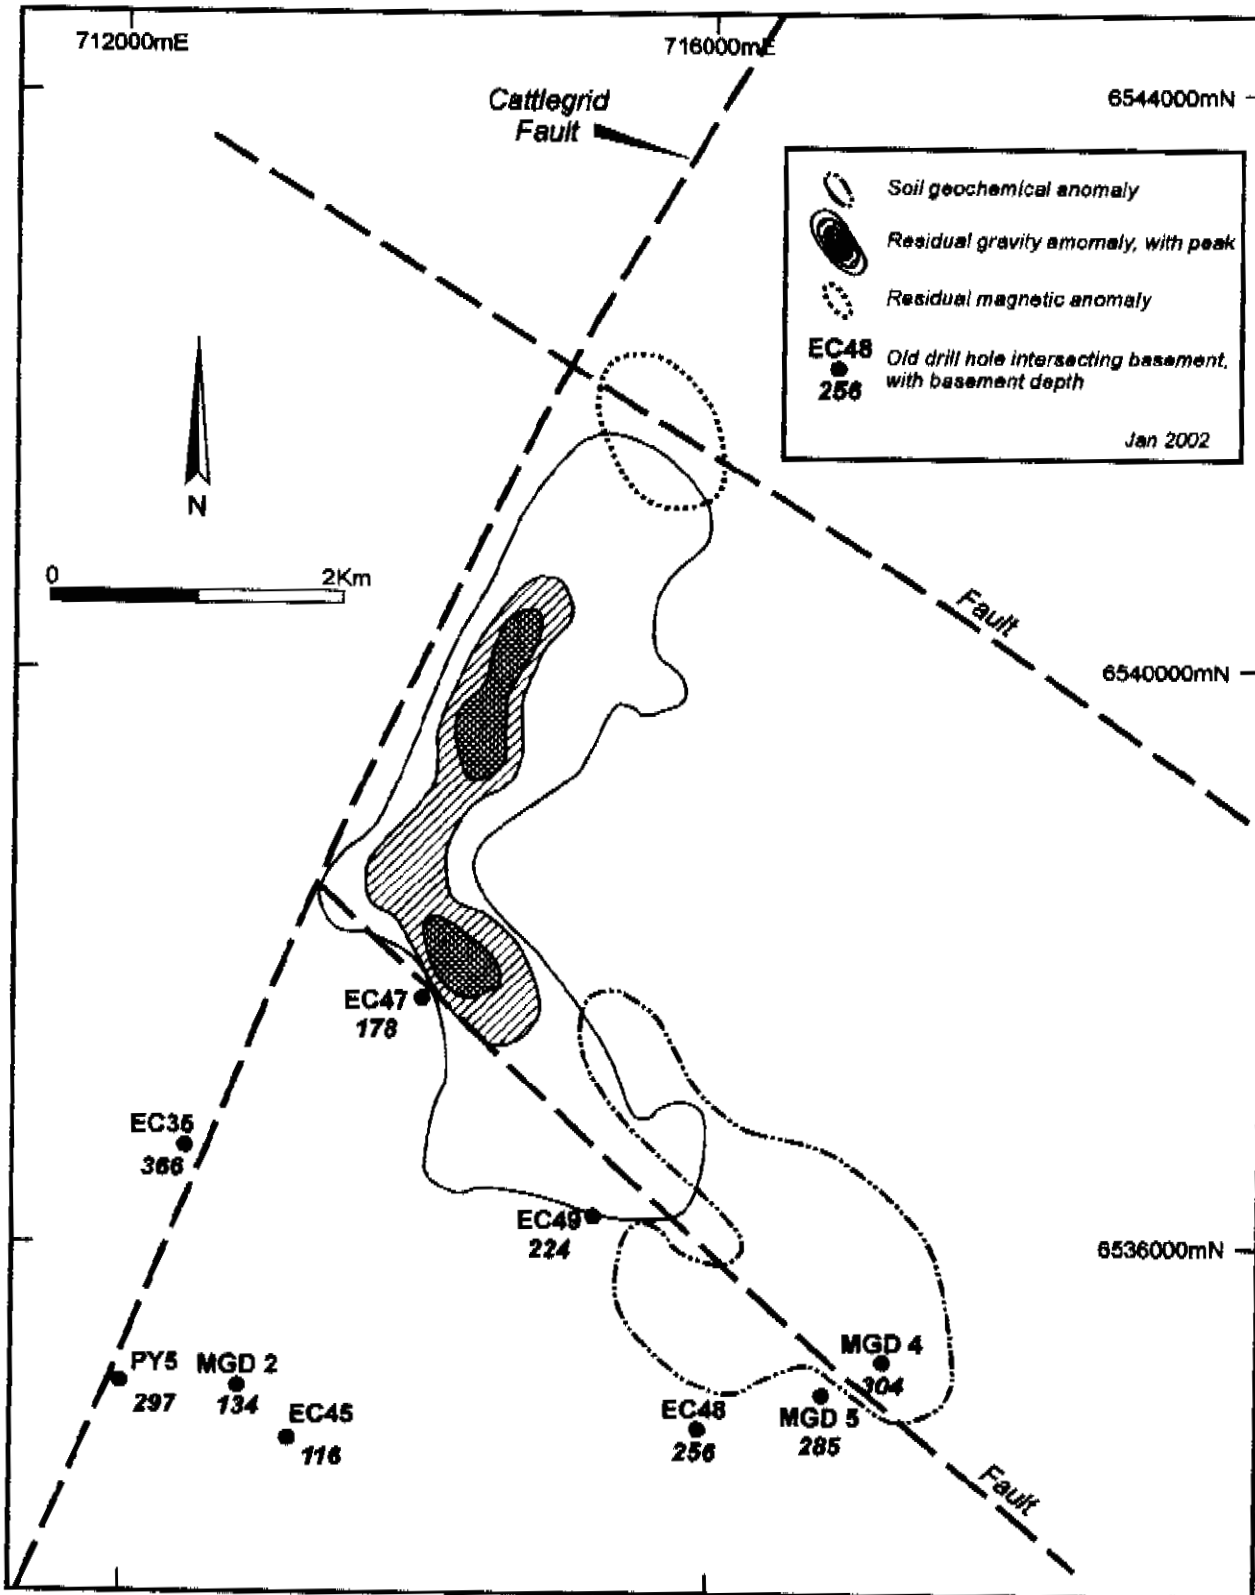 712000mE
716000mE
6544000mN
Cattlegrid
Fault
Soil geochemical anomaly
Residual gravity amomaly, with peak
Residual magnetic anomaly
EC48
256
Old drill hole intersecting basement,
with basement depth
Jan 2002
N
0
2Km
Fault
6540000mN
EC47
178
EC35
366
EC49
224
6536000mN
PY5
297
MGD 2
134
EC45
116
MGD 4
304
EC48
256
MGD 5
285
Fault